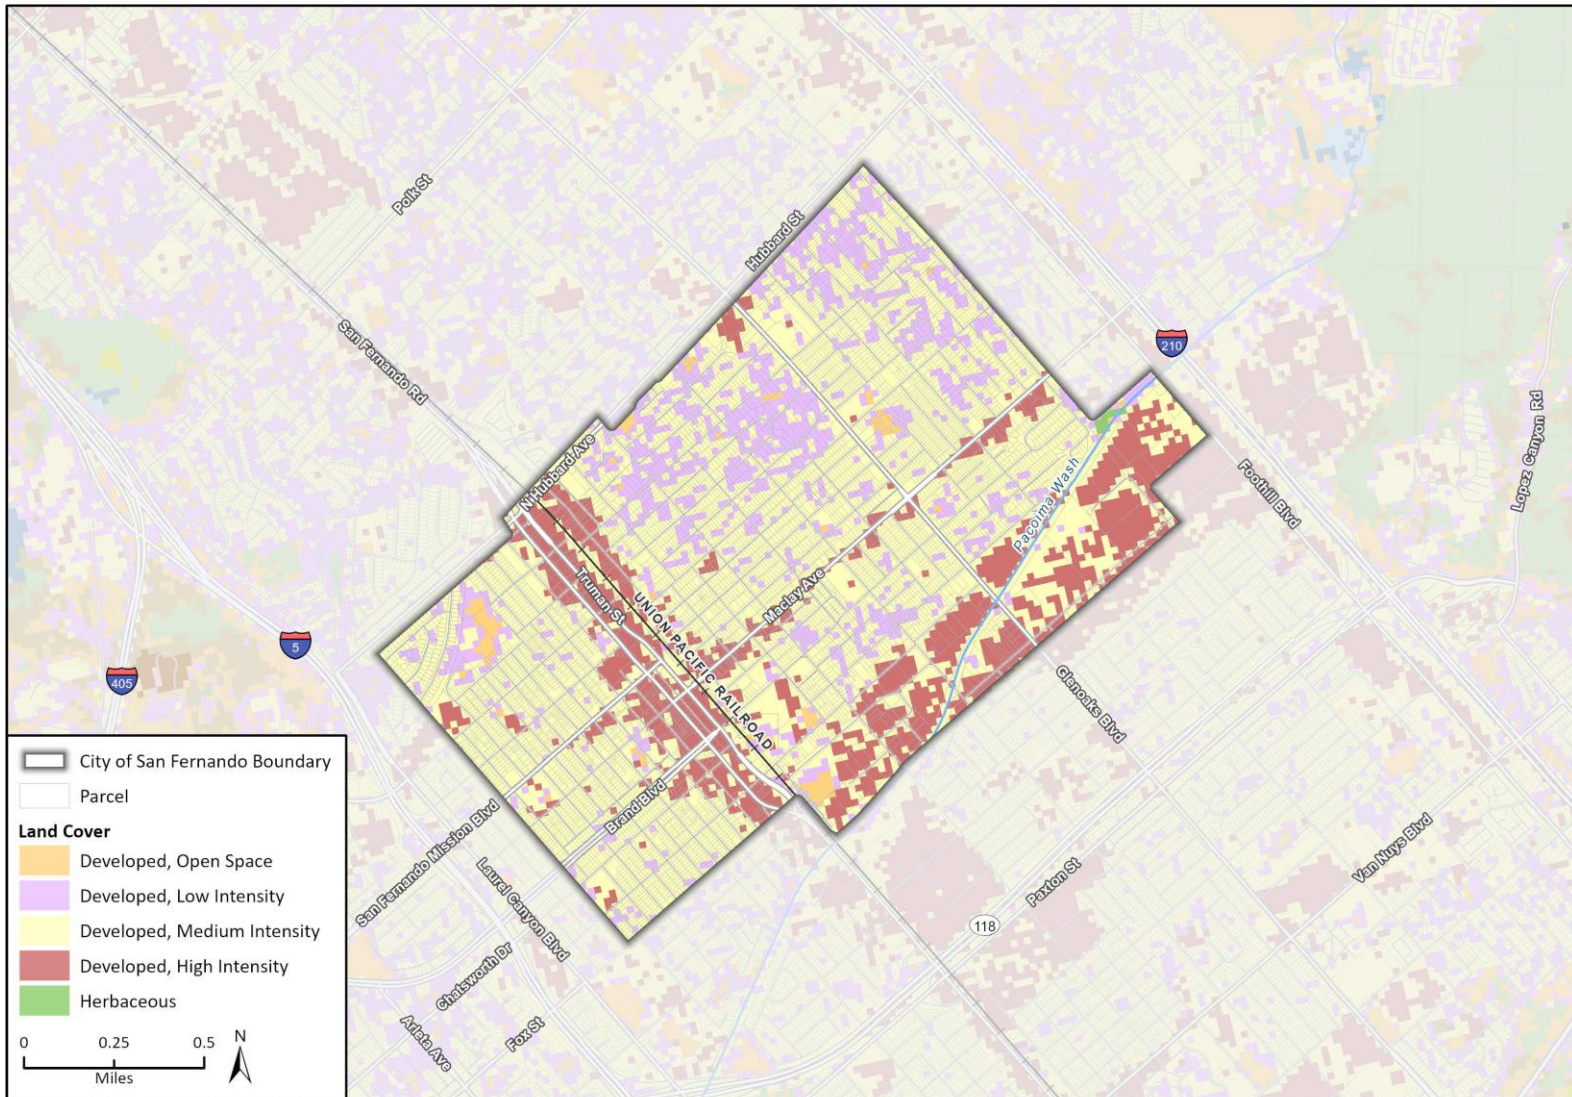 Polk St
Hubbard St
San Fernando Rd
210
N Hubbard Ave
Lopez Canyon Rd
Foothill Blvd
Pacoima Wash
Truman St
UNION PACIFIC RAILROAD
Maclay Ave
5
405
Glenoaks Blvd
Brand Blvd
San Fernando Mission Blvd
Laurel Canyon Blvd
Van Nuys Blvd
Paxton St
118
Chatsworth Dr
Arleta Ave
Fox St
City of San Fernando Boundary
Parcel
Land Cover
Developed, Open Space
Developed, Low Intensity
Developed, Medium Intensity
Developed, High Intensity
Herbaceous
0 0.25 0.5
Miles
N